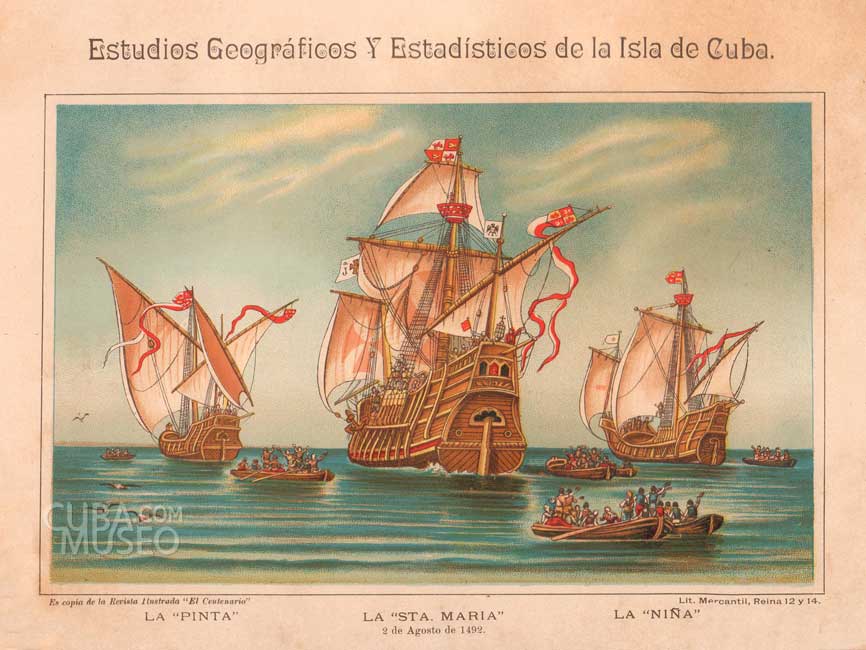 Estudios Geográficos Y Estadísticos de la Isla de Cuba.
CUBA.COM
MUSEO
Es copia de la Revista Ilustrada "El Centenario"
Lit. Mercantil, Reina 12 y 14.
LA "PINTA"
LA "STA. MARIA"
LA "NIÑA"
2 de Agosto de 1492.